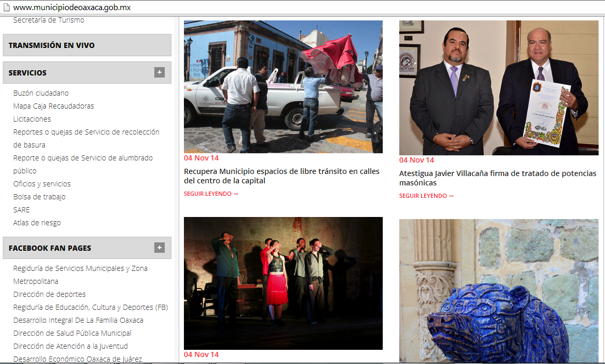 www.municipiodeoaxaca.gob.mx
Secretaría de Turismo
TRANSMISIÓN EN VIVO
SERVICIOS
Buzón ciudadano
Mapa Caja Recaudadoras
Licitaciones
Reportes o quejas de Servicio de recolección
de basura
Reporte o quejas de Servicio de alumbrado
público
Oficios y servicios
Bolsa de trabajo
SARE
Atlas de riesgo
FACEBOOK FAN PAGES
Regiduría de Servicios Municipales y Zona
Metropolitana
Dirección de deportes
Regiduría de Educación, Cultura y Deportes (FB)
Desarrollo Integral De La Familia Oaxaca
Dirección de Salud Pública Municipal
Dirección de Atención a la Juventud
Desarrollo Económico Oaxaca de Juárez
04 Nov 14
Recupera Municipio espacios de libre tránsito en calles
del centro de la capital
SEGUIR LEYENDO →
04 Nov 14
04 Nov 14
Atestigua Javier Villacaña firma de tratado de potencias
masónicas
SEGUIR LEYENDO →